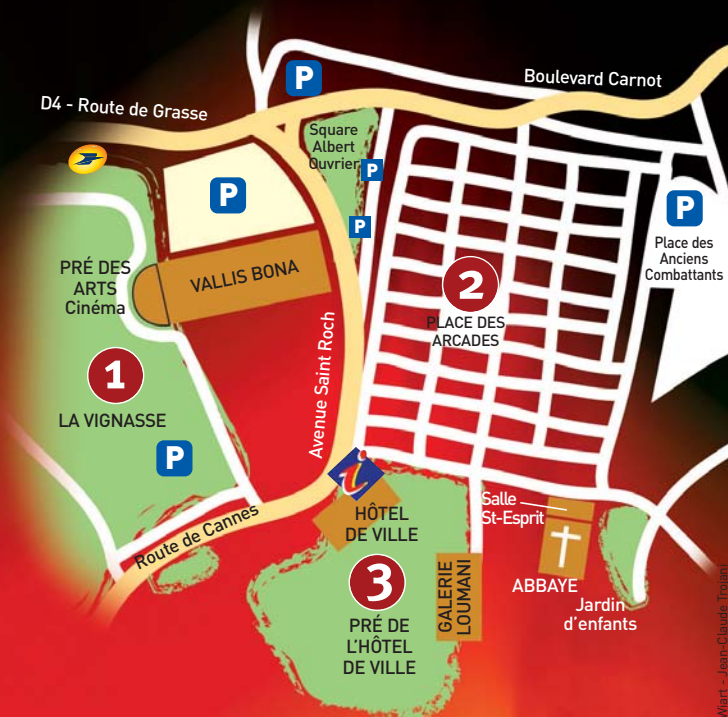 Boulevard Carnot
D4 - Route de Grasse
P
Square
Albert
Ouvrier
P
P
P
P
Place des
Anciens
Combattants
PRÉ DES
ARTS
Cinéma
VALLIS BONA
2
PLACE DES
ARCADES
1
LA VIGNASSE
Avenue Saint Roch
P
i
HÔTEL
DE VILLE
Route de Cannes
Salle
St-Esprit
3
PRÉ DE
L'HÔTEL
DE VILLE
GALERIE
LOUMANI
ABBAYE
Jardin
d'enfants
Wiart - Jean-Claude Trojani